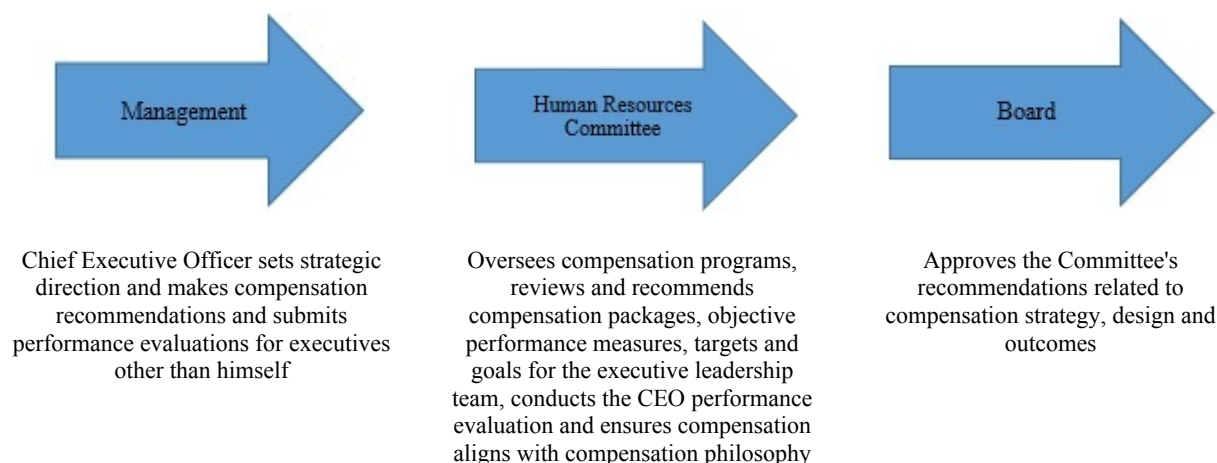 Management
Human Resources
Committee
Board
Chief Executive Officer sets strategic
direction and makes compensation
recommendations and submits
performance evaluations for executives
other than himself
Oversees compensation programs,
reviews and recommends
compensation packages, objective
performance measures, targets and
goals for the executive leadership
team, conducts the CEO performance
evaluation and ensures compensation
aligns with compensation philosophy
Approves the Committee's
recommendations related to
compensation strategy, design and
outcomes